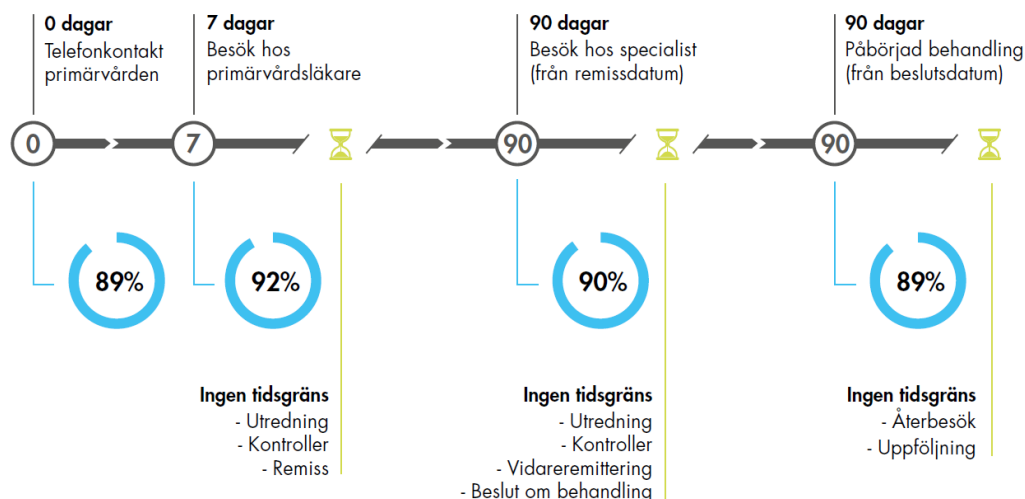 0 dagar
Telefonkontakt
primärvården
7 dagar
Besök hos
primärvårdsläkare
90 dagar
Besök hos specialist
(från remissdatum)
90 dagar
Påbörjad behandling
(från beslutsdatum)
0
7
90
90
89%
92%
90%
89%
Ingen tidsgräns
- Utredning
- Kontroller
- Remiss
Ingen tidsgräns
- Utredning
- Kontroller
- Vidareremittering
- Beslut om behandling
Ingen tidsgräns
- Återbesök
- Uppföljning